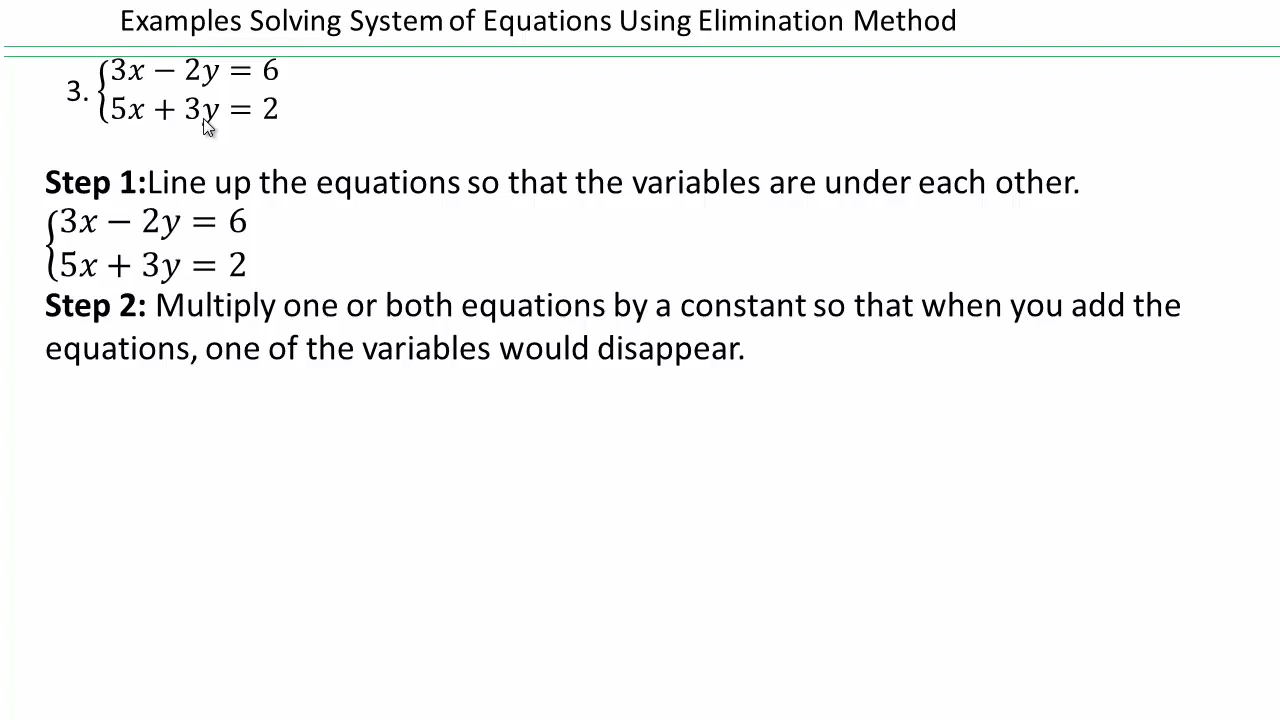 Examples Solving System of Equations Using Elimination Method
3. {3x − 2y = 6
5x + 3y = 2
Step 1:Line up the equations so that the variables are under each other.
{3x − 2y = 6
5x + 3y = 2
Step 2: Multiply one or both equations by a constant so that when you add the
equations, one of the variables would disappear.